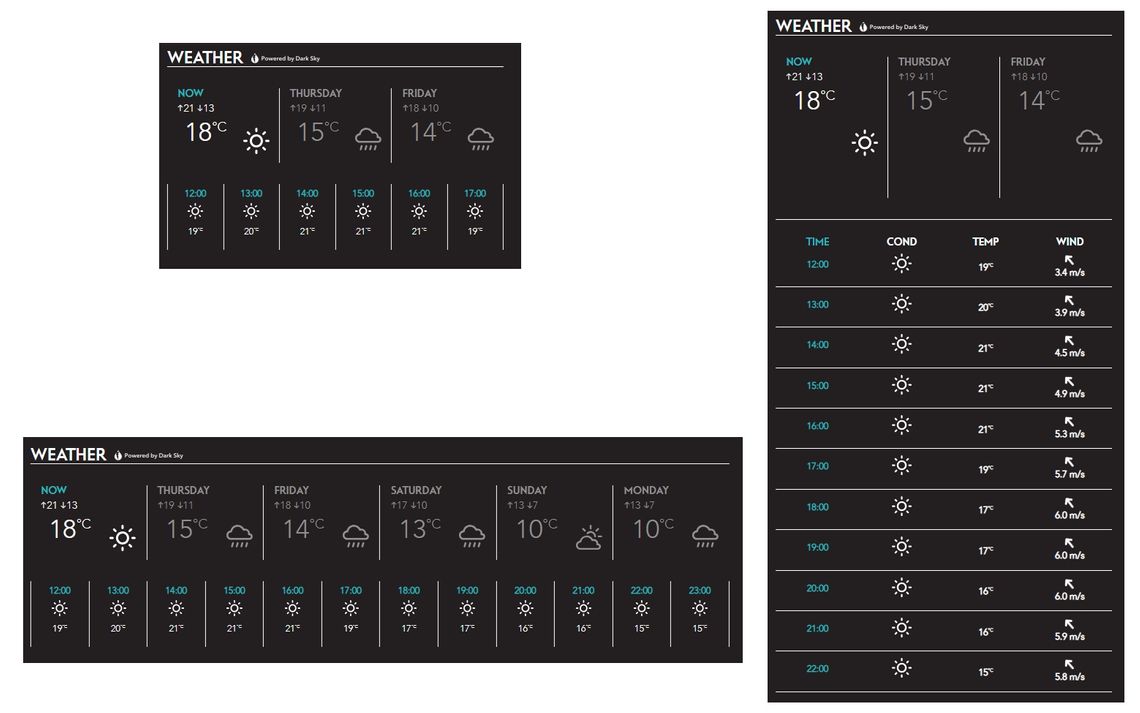 WEATHER Powered by Dark Sky
NOW THURSDAY FRIDAY
↑21 ↓13 ↑19 ↓11 ↑18 ↓10
18°C 15°C 14°C
12:00 13:00 14:00 15:00 16:00 17:00
19°C 20°C 21°C 21°C 21°C 19°C
WEATHER Powered by Dark Sky
NOW THURSDAY FRIDAY SATURDAY SUNDAY MONDAY
↑21 ↓13 ↑19 ↓11 ↑18 ↓10 ↑17 ↓10 ↑13 ↓7 ↑13 ↓7
18°C 15°C 14°C 13°C 10°C 10°C
12:00 13:00 14:00 15:00 16:00 17:00 18:00 19:00 20:00 21:00 22:00 23:00
19°C 20°C 21°C 21°C 21°C 19°C 17°C 17°C 16°C 16°C 15°C 15°C
WEATHER Powered by Dark Sky
NOW THURSDAY FRIDAY
↑21 ↓13 ↑19 ↓11 ↑18 ↓10
18°C 15°C 14°C
TIME COND TEMP WIND
12:00 19°C 3.4 m/s
13:00 20°C 3.9 m/s
14:00 21°C 4.5 m/s
15:00 21°C 4.9 m/s
16:00 21°C 5.3 m/s
17:00 19°C 5.7 m/s
18:00 17°C 6.0 m/s
19:00 17°C 6.0 m/s
20:00 16°C 6.0 m/s
21:00 16°C 5.9 m/s
22:00 15°C 5.8 m/s